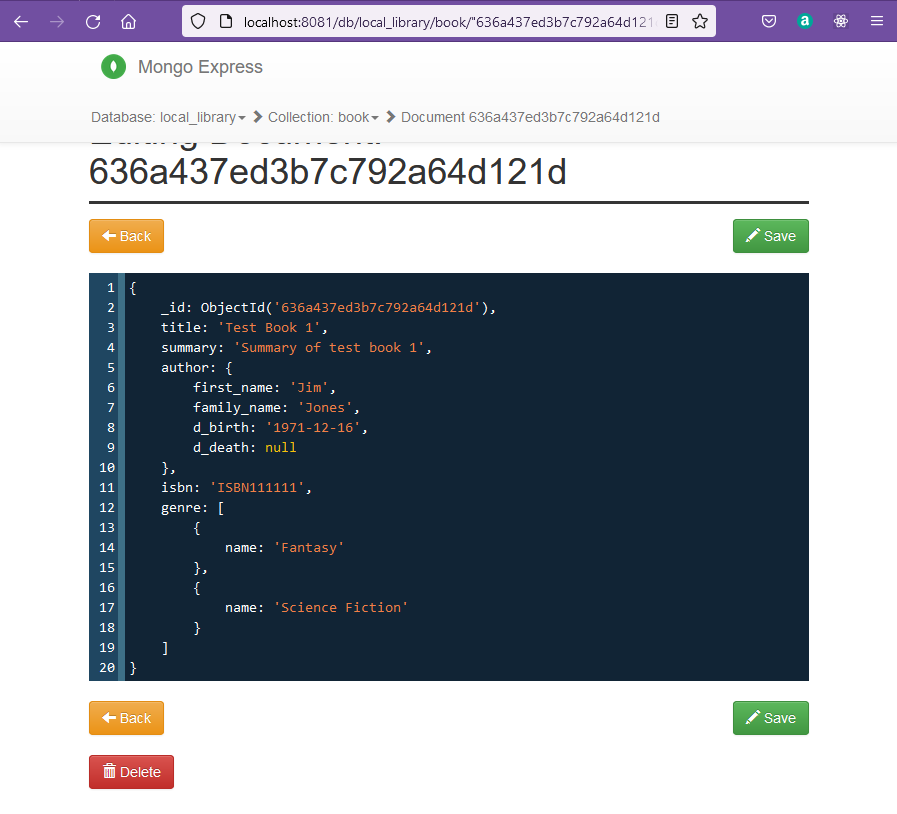 localhost:8081/db/local_library/book/"636a437ed3b7c792a64d121
a
Mongo Express
Database: local_library Collection: book Document 636a437ed3b7c792a64d121d
Editing Document:
636a437ed3b7c792a64d121d
Back Save
1 {
2 _id: ObjectId('636a437ed3b7c792a64d121d'),
3 title: 'Test Book 1',
4 summary: 'Summary of test book 1',
5 author: {
6 first_name: 'Jim',
7 family_name: 'Jones',
8 d_birth: '1971-12-16',
9 d_death: null
10 },
11 isbn: 'ISBN111111',
12 genre: [
13 {
14 name: 'Fantasy'
15 },
16 {
17 name: 'Science Fiction'
18 }
19 ]
20 }
Back Save
Delete